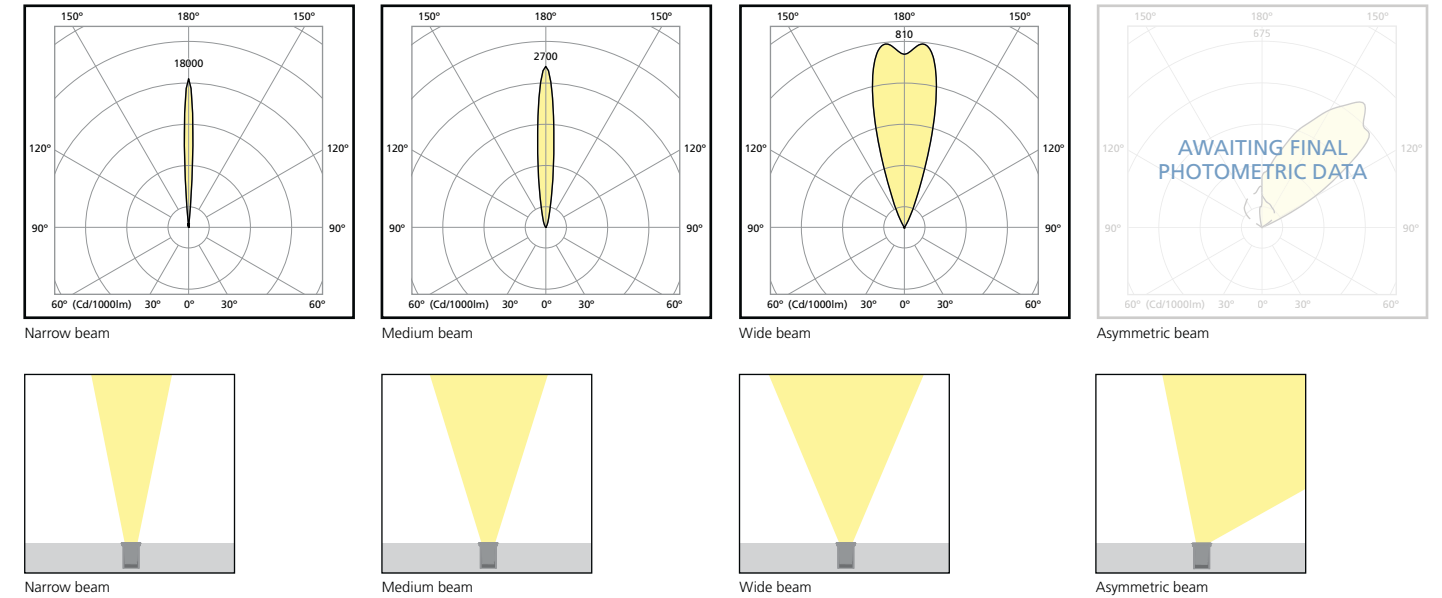 150° 180° 150°
18000
120° 120°
90° 90°
60° (Cd/1000lm) 30° 0° 30° 60°
Narrow beam
150° 180° 150°
2700
120° 120°
90° 90°
60° (Cd/1000lm) 30° 0° 30° 60°
Medium beam
150° 180° 150°
810
120° 120°
90° 90°
60° (Cd/1000lm) 30° 0° 30° 60°
Wide beam
150° 180° 150°
675
120° 120°
AWAITING FINAL
PHOTOMETRIC DATA
90° 90°
60° (Cd/1000lm) 30° 0° 30° 60°
Asymmetric beam
Narrow beam
Medium beam
Wide beam
Asymmetric beam